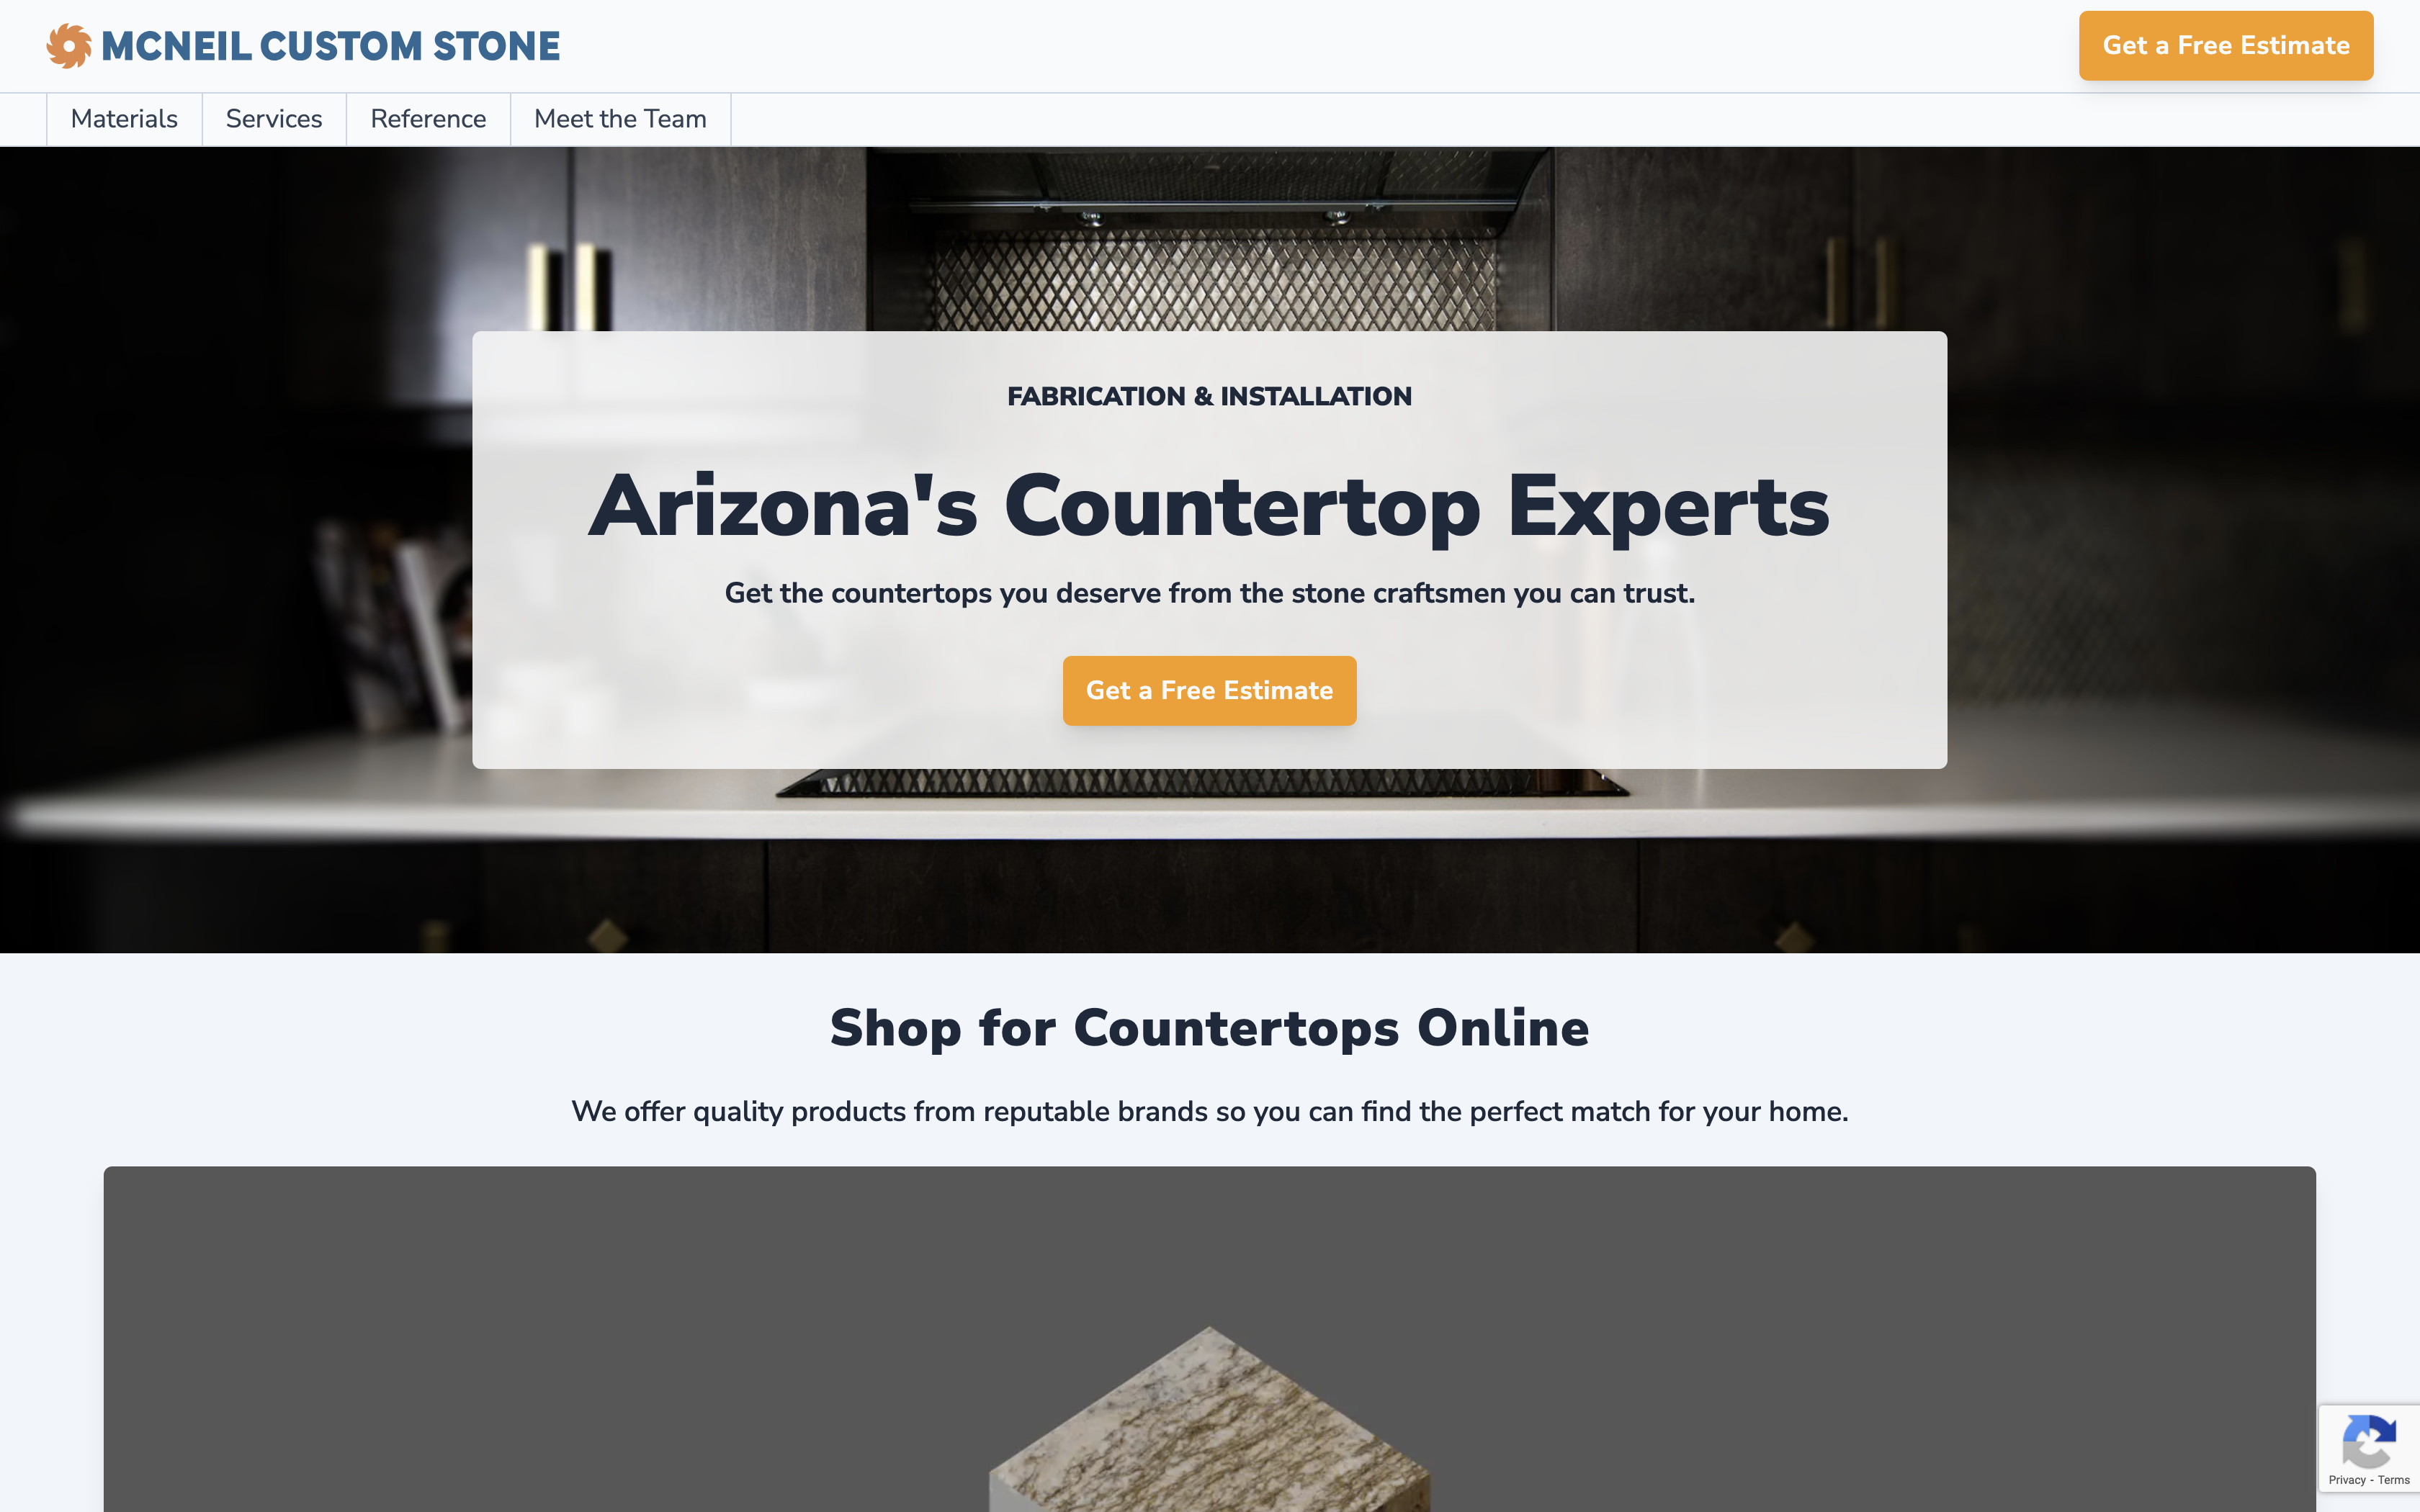 MCNEIL CUSTOM STONE
Get a Free Estimate
Materials
Services
Reference
Meet the Team
FABRICATION & INSTALLATION
Arizona's Countertop Experts
Get the countertops you deserve from the stone craftsmen you can trust.
Get a Free Estimate
Shop for Countertops Online
We offer quality products from reputable brands so you can find the perfect match for your home.
Privacy - Terms